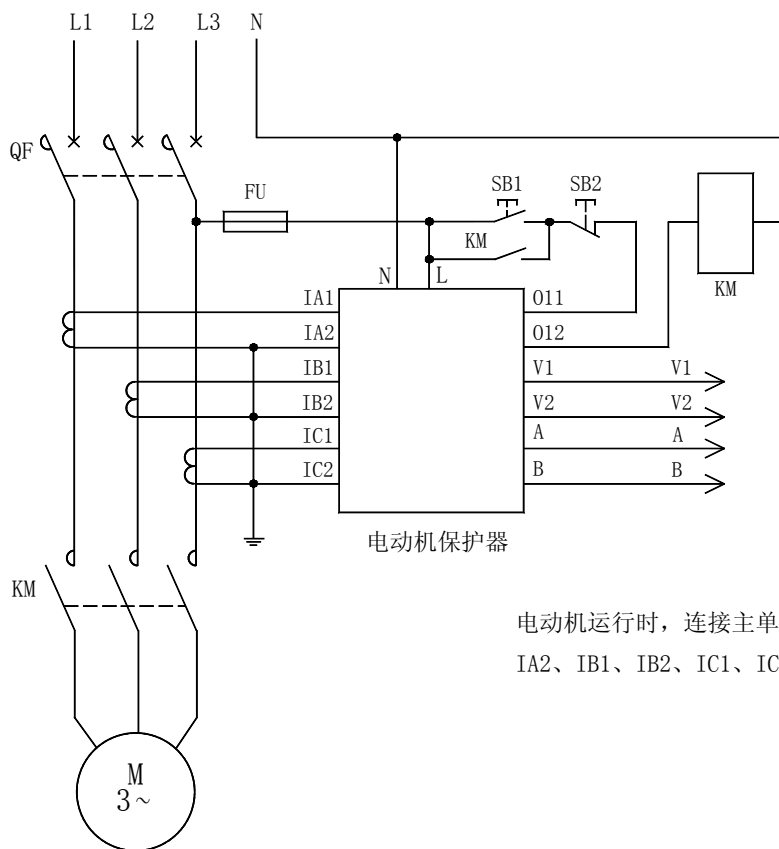 L1 L2 L3 N
QF
FU
SB1 SB2
KM
KM
N L
IA1 O11
IA2 O12
IB1 V1 V1
IB2 V2 V2
IC1 A A
IC2 B B
电动机保护器
KM
电动机运行时，连接主单
IA2、IB1、IB2、IC1、IC
M
3～